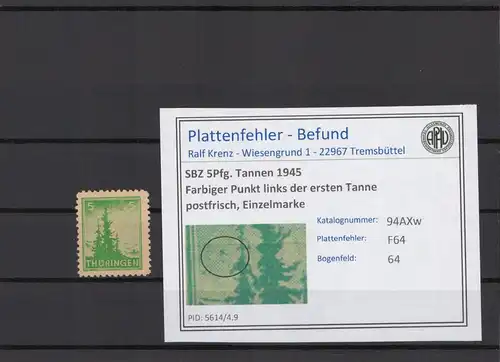 Plattenfehler - Befund
Ralf Krenz - Wiesengrund 1 - 22967 Tremsbüttel
SBZ 5Pfg. Tannen 1945
Farbiger Punkt links der ersten Tanne
postfrisch, Einzelmarke
Katalognummer: 94AXw
Plattenfehler: F64
Bogenfeld: 64
PID: 5614/4.9
5 5
THÜRINGEN